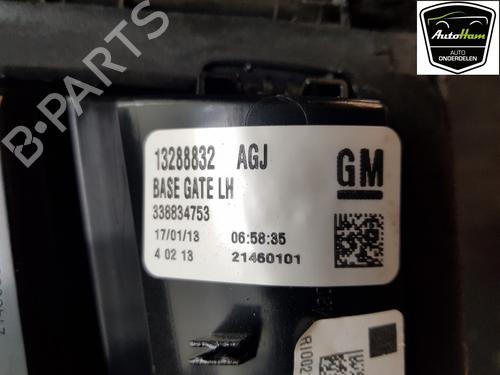 AutoHam
AUTO
ONDERDELEN
B-PARTS
13288832 AGJ
BASE GATE LH
338834753
GM
17/01/13 06:58:35
4 02 13 21460101